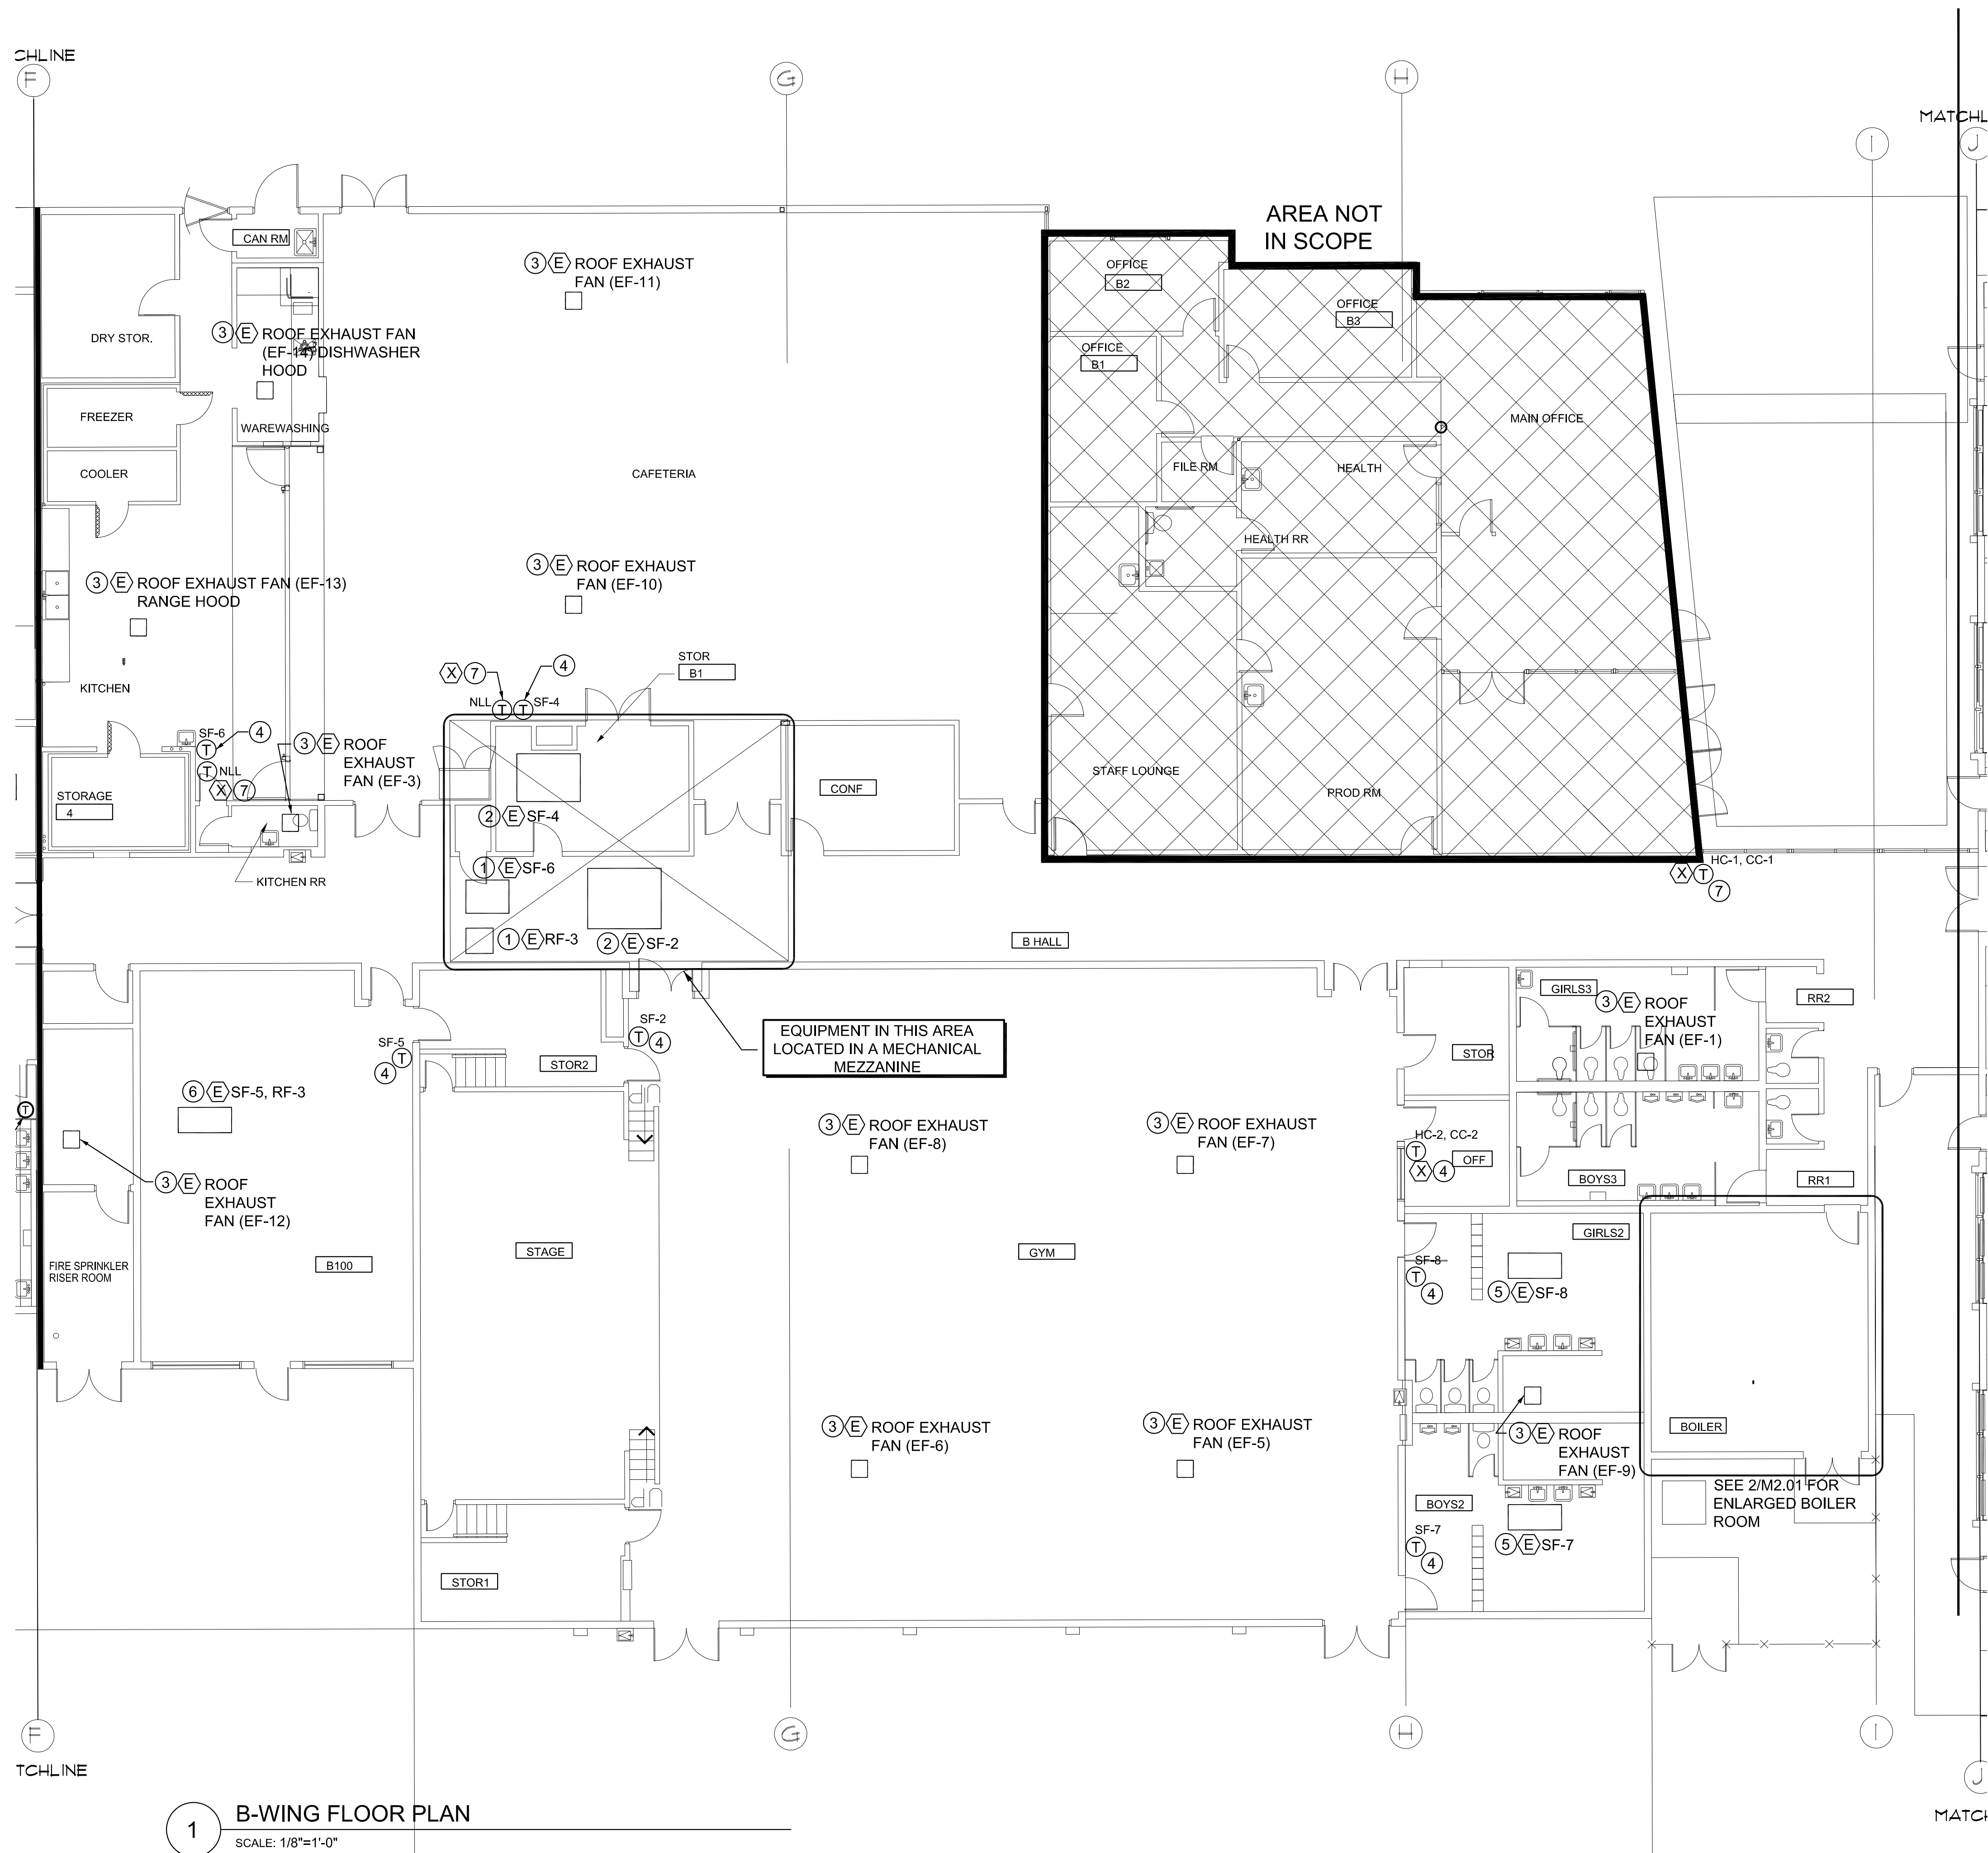 CHLINE
F
G
H
MATCHL
I
J
AREA NOT
IN SCOPE
CAN RM
3 E ROOF EXHAUST
FAN (EF-11)
OFFICE
B2
OFFICE
B3
DRY STOR.
3 E ROOF EXHAUST FAN
(EF-14) DISHWASHER
HOOD
OFFICE
B1
FREEZER
WAREWASHING
MAIN OFFICE
COOLER
CAFETERIA
FILE RM
HEALTH
HEALTH RR
3 E ROOF EXHAUST FAN (EF-13)
RANGE HOOD
3 E ROOF EXHAUST
FAN (EF-10)
KITCHEN
X 7
4
STOR
B1
NLL T T SF-4
SF-6
T
4
T NLL
X 7
3 E ROOF
EXHAUST
FAN (EF-3)
STORAGE
4
CONF
STAFF LOUNGE
PROD RM
2 E SF-4
1 E SF-6
KITCHEN RR
HC-1, CC-1
X T
7
1 E RF-3
2 E SF-2
B HALL
GIRLS3
3 E ROOF
EXHAUST
FAN (EF-1)
RR2
SF-2
T 4
EQUIPMENT IN THIS AREA
LOCATED IN A MECHANICAL
MEZZANINE
SF-5
T
4
STOR2
STOR
6 E SF-5, RF-3
T
3 E ROOF EXHAUST
FAN (EF-8)
3 E ROOF EXHAUST
FAN (EF-7)
HC-2, CC-2
T
X 4
OFF
BOYS3
RR1
3 E ROOF
EXHAUST
FAN (EF-12)
FIRE SPRINKLER
RISER ROOM
B100
STAGE
GYM
GIRLS2
SF-8
T
4
5 E SF-8
3 E ROOF EXHAUST
FAN (EF-6)
3 E ROOF EXHAUST
FAN (EF-5)
3 E ROOF
EXHAUST
FAN (EF-9)
BOILER
SEE 2/M2.01 FOR
ENLARGED BOILER
ROOM
BOYS2
SF-7
T
4
5 E SF-7
STOR1
F
G
H
I
J
TCHLINE
MATCH
1
B-WING FLOOR PLAN
SCALE: 1/8"=1'-0"